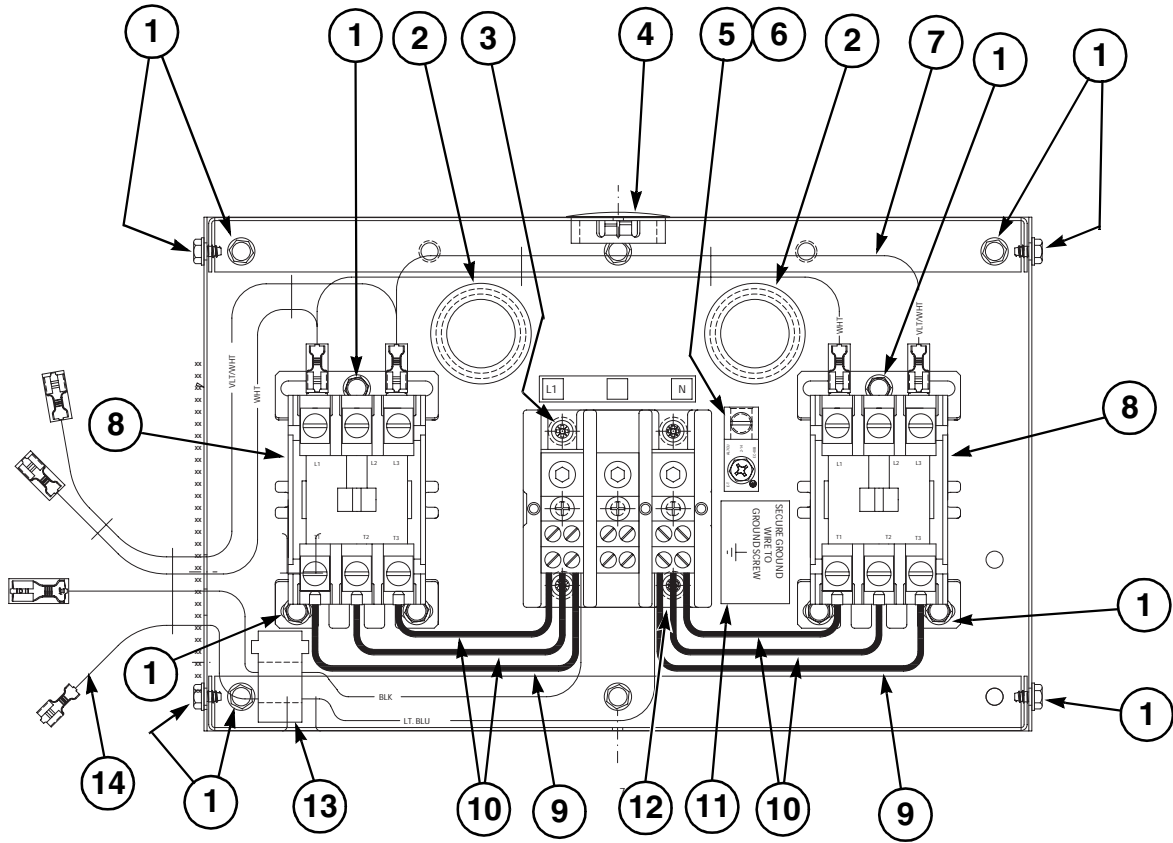 1
1
2
3
4
5
6
2
7
1
1
VLT/WHT
WHT
WHT
VLT/WHT
L1
N
8
8
L1
L2
L3
L1
L2
L3
T1
T2
T3
T1
T2
T3
SECURE GROUND
WIRE TO
GROUND SCREW
1
1
BLK
LT. BLU
1
14
1
13
10
9
12
11
10
9